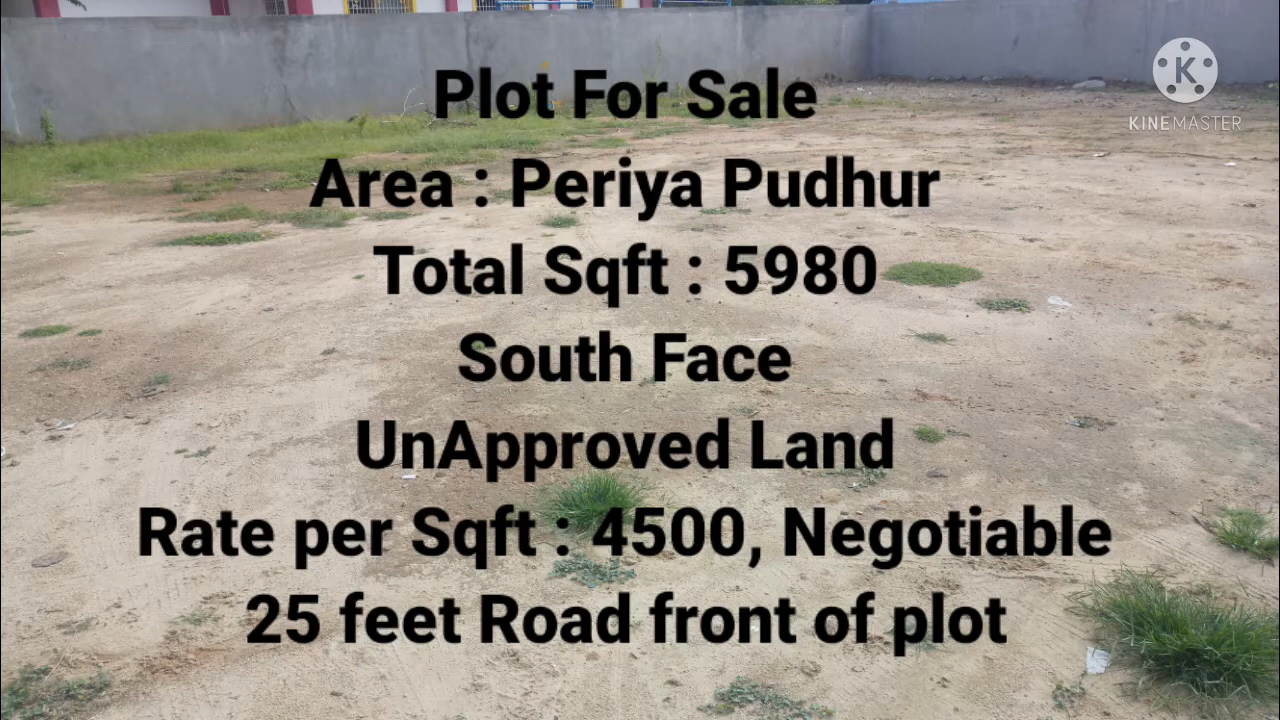 KINEMASTER
Plot For Sale
Area : Periya Pudhur
Total Sqft : 5980
South Face
UnApproved Land
Rate per Sqft : 4500, Negotiable
25 feet Road front of plot